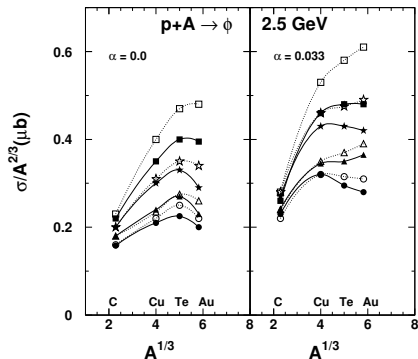 p+A → ϕ
2.5 GeV
α = 0.0
α = 0.033
0.6
0.4
0.2
0.0
σ/A^{2/3}(μb)
C Cu Te Au
C Cu Te Au
2 4 6 8
2 4 6 8
A^{1/3}
A^{1/3}